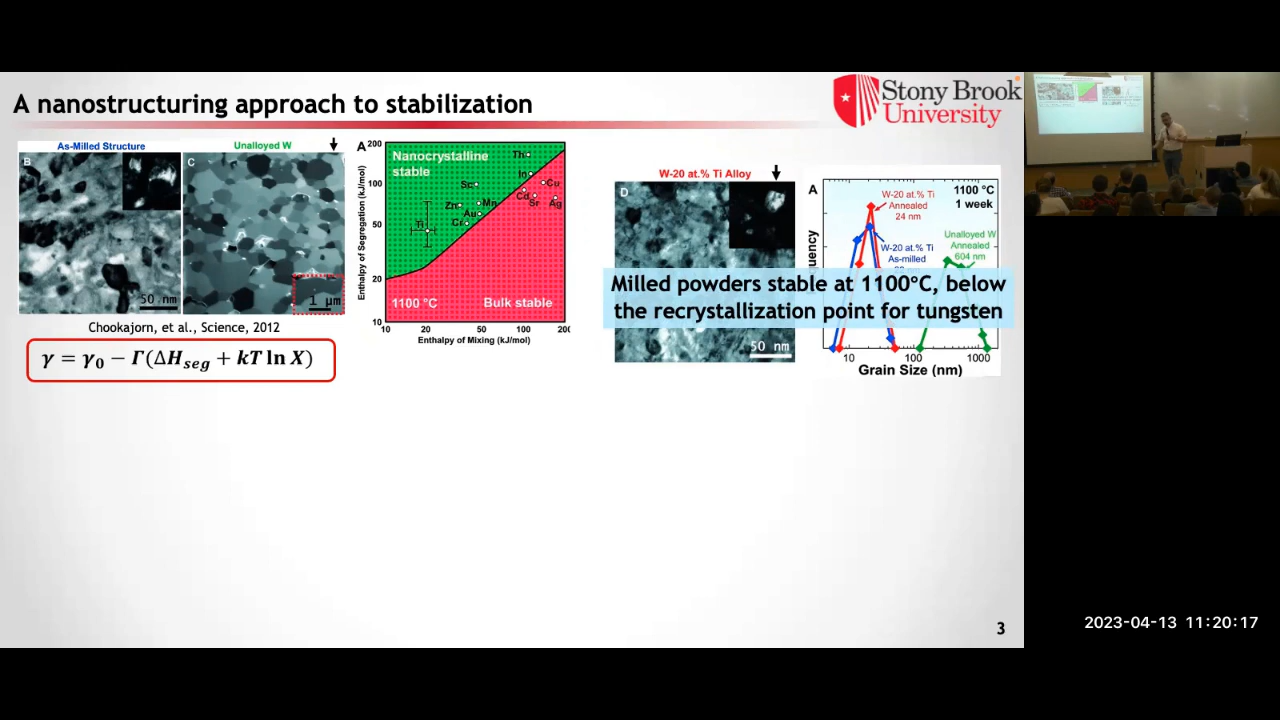 A nanostructuring approach to stabilization
Stony Brook
University
As-Milled Structure
Unalloyed W
B
C
50 nm
1 µm
Chookajorn, et al., Science, 2012
γ = γ₀ − Γ(ΔH_seg + kT ln X)
A
Enthalpy of Segregation (kJ/mol)
200
100
50
20
10
Nanocrystalline
stable
Th
In
Sc
Cu
Cd
Sr
Ag
Zn
Mn
Au
Ti
Cr
1100 °C
Bulk stable
10
20
50
100
200
Enthalpy of Mixing (kJ/mol)
W-20 at.% Ti Alloy
D
50 nm
A
1100 °C
1 week
W-20 at.% Ti
Annealed
24 nm
W-20 at.% Ti
As-milled
Unalloyed W
Annealed
604 nm
Milled powders stable at 1100°C, below
the recrystallization point for tungsten
10
100
1000
Grain Size (nm)
3
2023-04-13 11:20:17